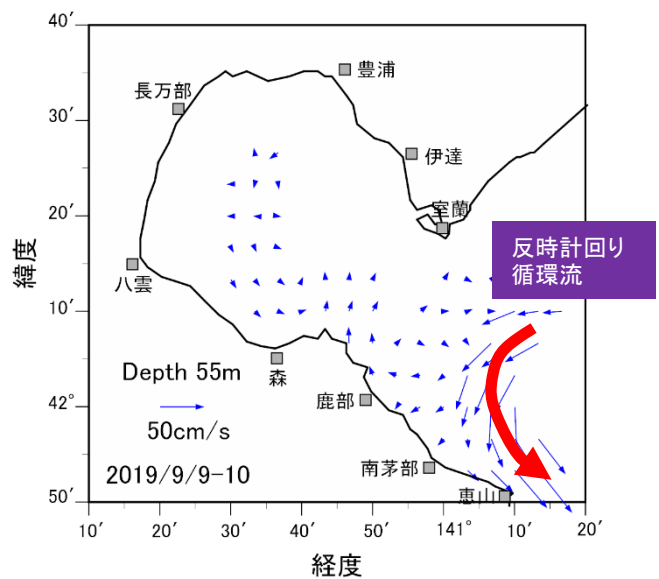 40′
豊浦
長万部
30′
伊達
20′
室蘭
反時計回り
循環流
緯度
八雲
10′
Depth 55m
森
42°
鹿部
50cm/s
2019/9/9-10
南茅部
恵山
50′
10′ 20′ 30′ 40′ 50′ 141° 10′ 20′
経度